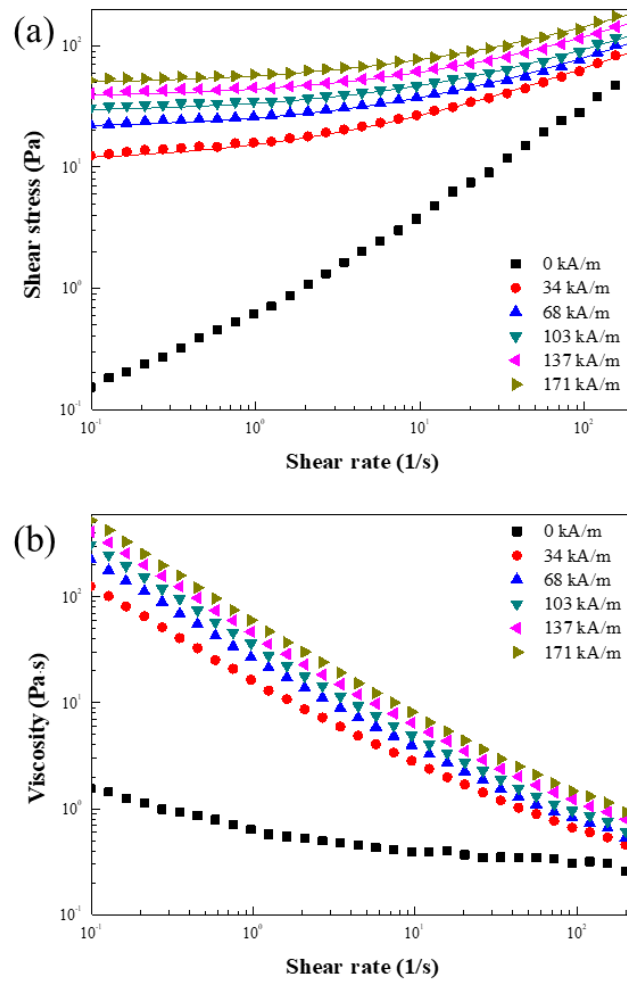 (a)
Shear stress (Pa)
10²
10¹
10⁰
10⁻¹
0 kA/m
34 kA/m
68 kA/m
103 kA/m
137 kA/m
171 kA/m
10⁻¹ 10⁰ 10¹ 10²
Shear rate (1/s)
(b)
Viscosity (Pa·s)
10²
10¹
10⁰
10⁻¹
0 kA/m
34 kA/m
68 kA/m
103 kA/m
137 kA/m
171 kA/m
10⁻¹ 10⁰ 10¹ 10²
Shear rate (1/s)